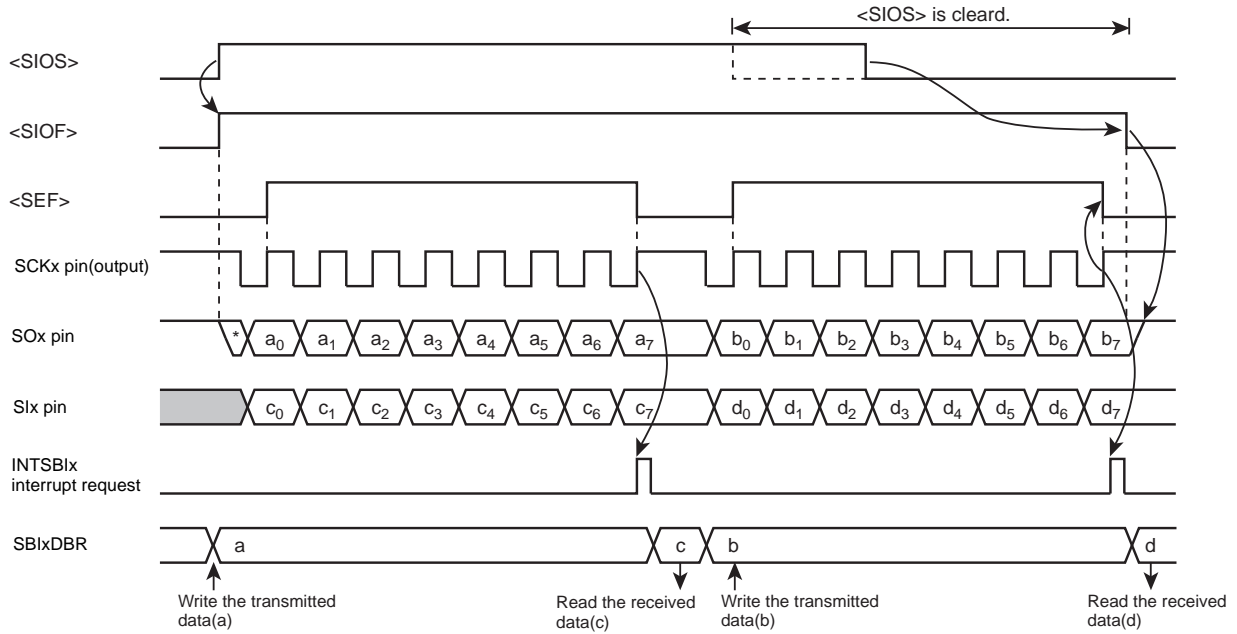 <SIOS> is cleard.
<SIOS>
<SIOF>
<SEF>
SCKx pin(output)
SOx pin
* a0 a1 a2 a3 a4 a5 a6 a7 b0 b1 b2 b3 b4 b5 b6 b7
SIx pin
c0 c1 c2 c3 c4 c5 c6 c7 d0 d1 d2 d3 d4 d5 d6 d7
INTSBIx
interrupt request
SBIxDBR
a c b d
Write the transmitted
data(a)
Read the received
data(c)
Write the transmitted
data(b)
Read the received
data(d)